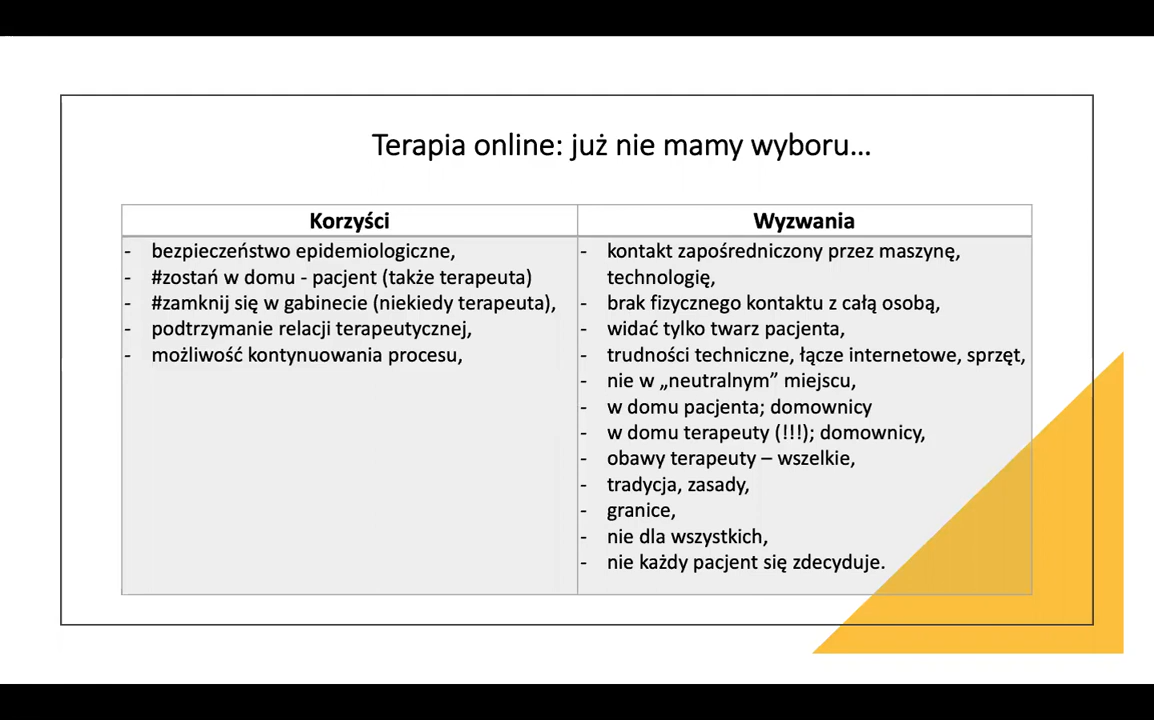 Terapia online: już nie mamy wyboru...
Korzyści
- bezpieczeństwo epidemiologiczne,
- #zostań w domu - pacjent (także terapeuta)
- #zamknij się w gabinecie (niekiedy terapeuta),
- podtrzymanie relacji terapeutycznej,
- możliwość kontynuowania procesu,
Wyzwania
- kontakt zapośredniczony przez maszynę,
technologię,
- brak fizycznego kontaktu z całą osobą,
- widać tylko twarz pacjenta,
- trudności techniczne, łącze internetowe, sprzęt,
- nie w „neutralnym” miejscu,
- w domu pacjenta; domownicy
- w domu terapeuty (!!!); domownicy,
- obawy terapeuty – wszelkie,
- tradycja, zasady,
- granice,
- nie dla wszystkich,
- nie każdy pacjent się zdecyduje.